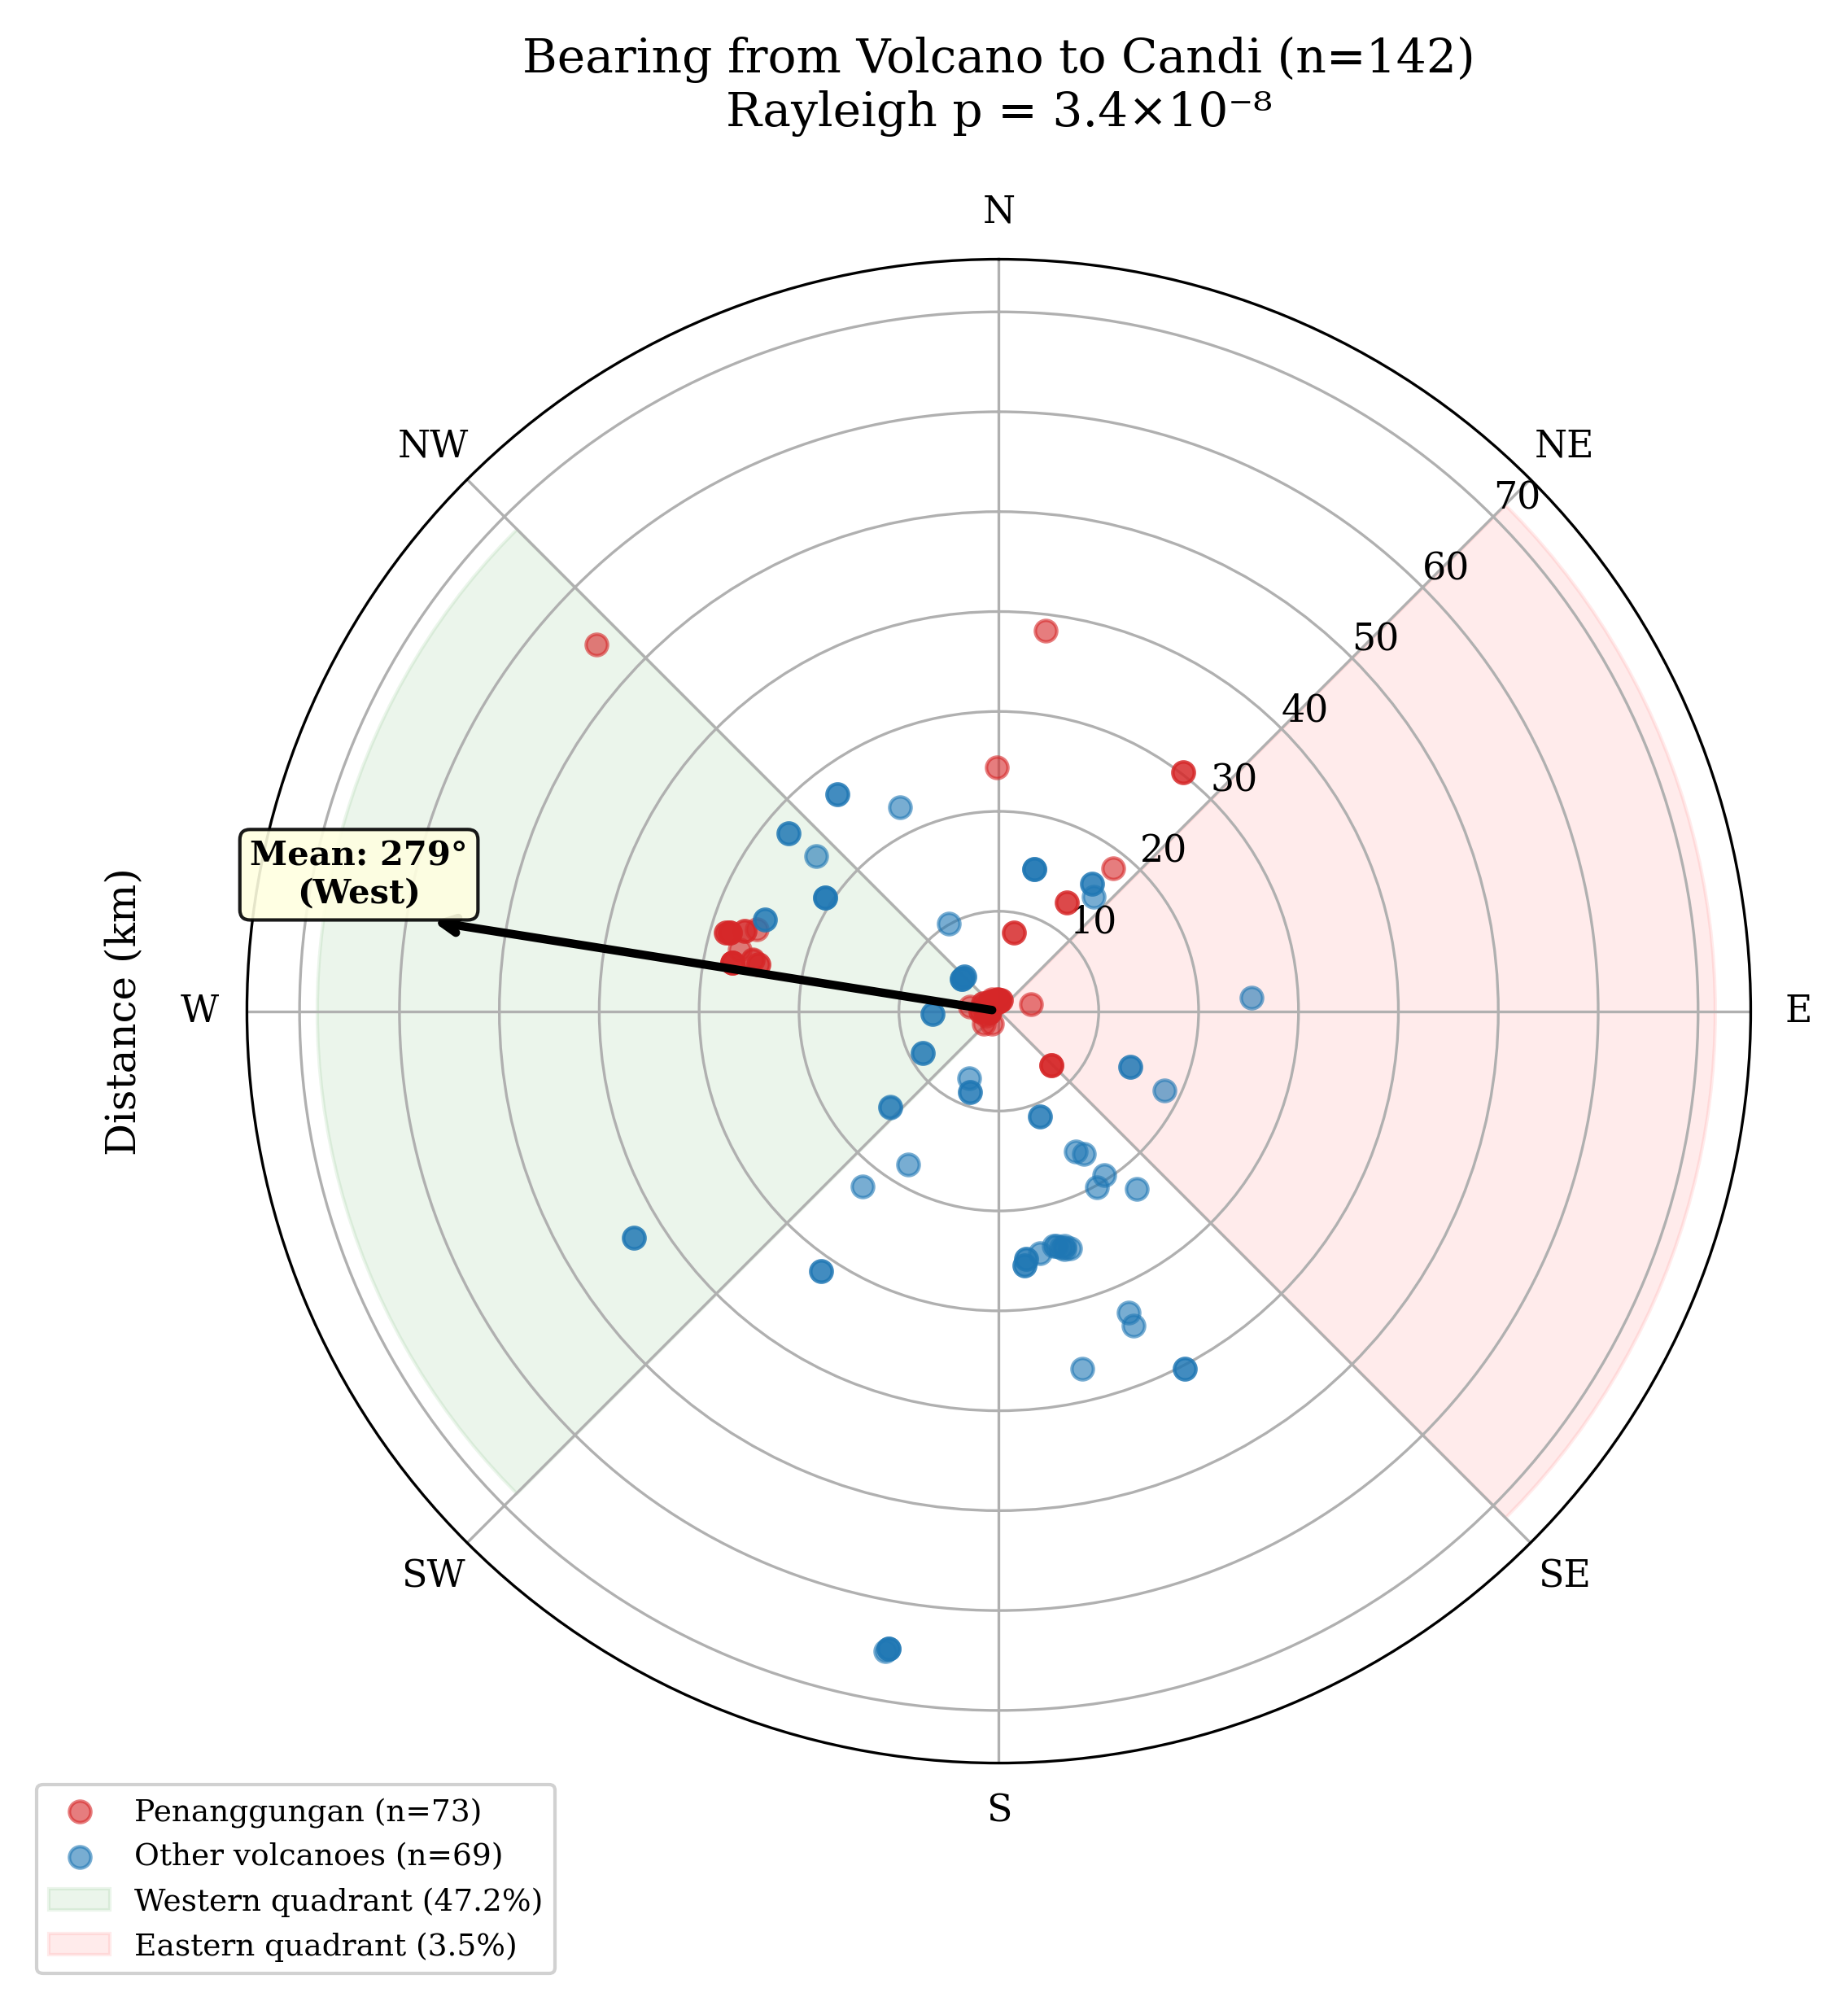 Bearing from Volcano to Candi (n=142)
Rayleigh p = 3.4×10⁻⁸
N
NW
NE
70
60
50
40
30
20
10
Mean: 279°
(West)
W
E
Distance (km)
SW
SE
S
Penanggungan (n=73)
Other volcanoes (n=69)
Western quadrant (47.2%)
Eastern quadrant (3.5%)